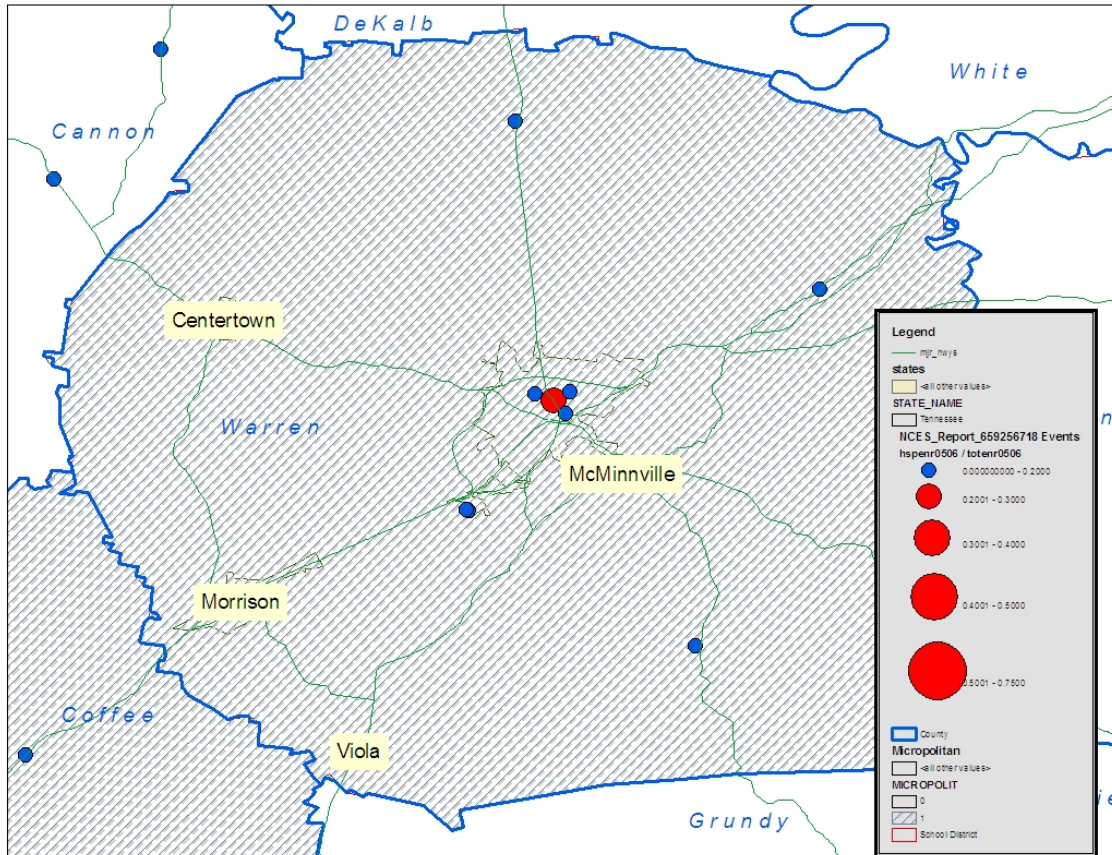 DeKalb
White
Cannon
Centertown
Warren
McMinnville
Morrison
Coffee
Viola
Grundy
n
ie
Legend
mjr_hwys
states
<all other values>
STATE_NAME
Tennessee
NCES_Report_659256718 Events
hspenr0506 / totenr0506
0.000000000 - 0.2000
0.2001 - 0.3000
0.3001 - 0.4000
0.4001 - 0.5000
0.5001 - 0.7500
County
Micropolitan
<all other values>
MICROPOLIT
0
1
School District